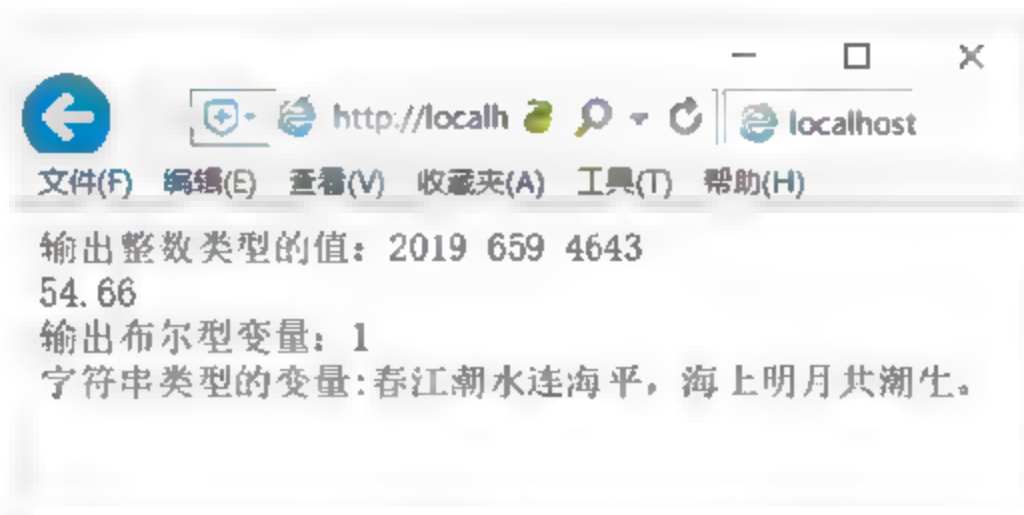 http://localh localhost
文件(F) 编辑(E) 查看(V) 收藏夹(A) 工具(T) 帮助(H)
输出整数类型的值：2019 659 4643
54.66
输出布尔型变量：1
字符串类型的变量:春江潮水连海平，海上明月共潮生。